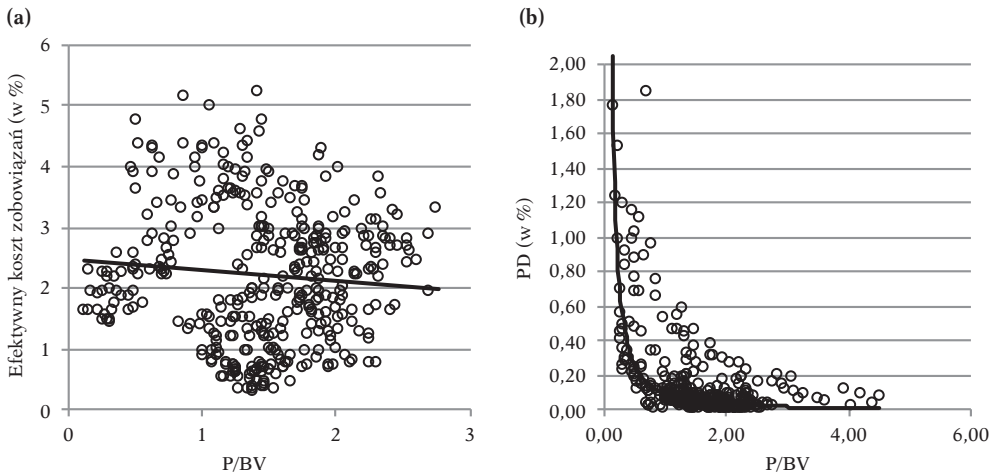 (a)
Efektywny koszt zobowiązań (w %)
6
5
4
3
2
1
0
0 1 2 3
P/BV
(b)
PD (w %)
2,00
1,80
1,60
1,40
1,20
1,00
0,80
0,60
0,40
0,20
0,00
0,00 2,00 4,00 6,00
P/BV